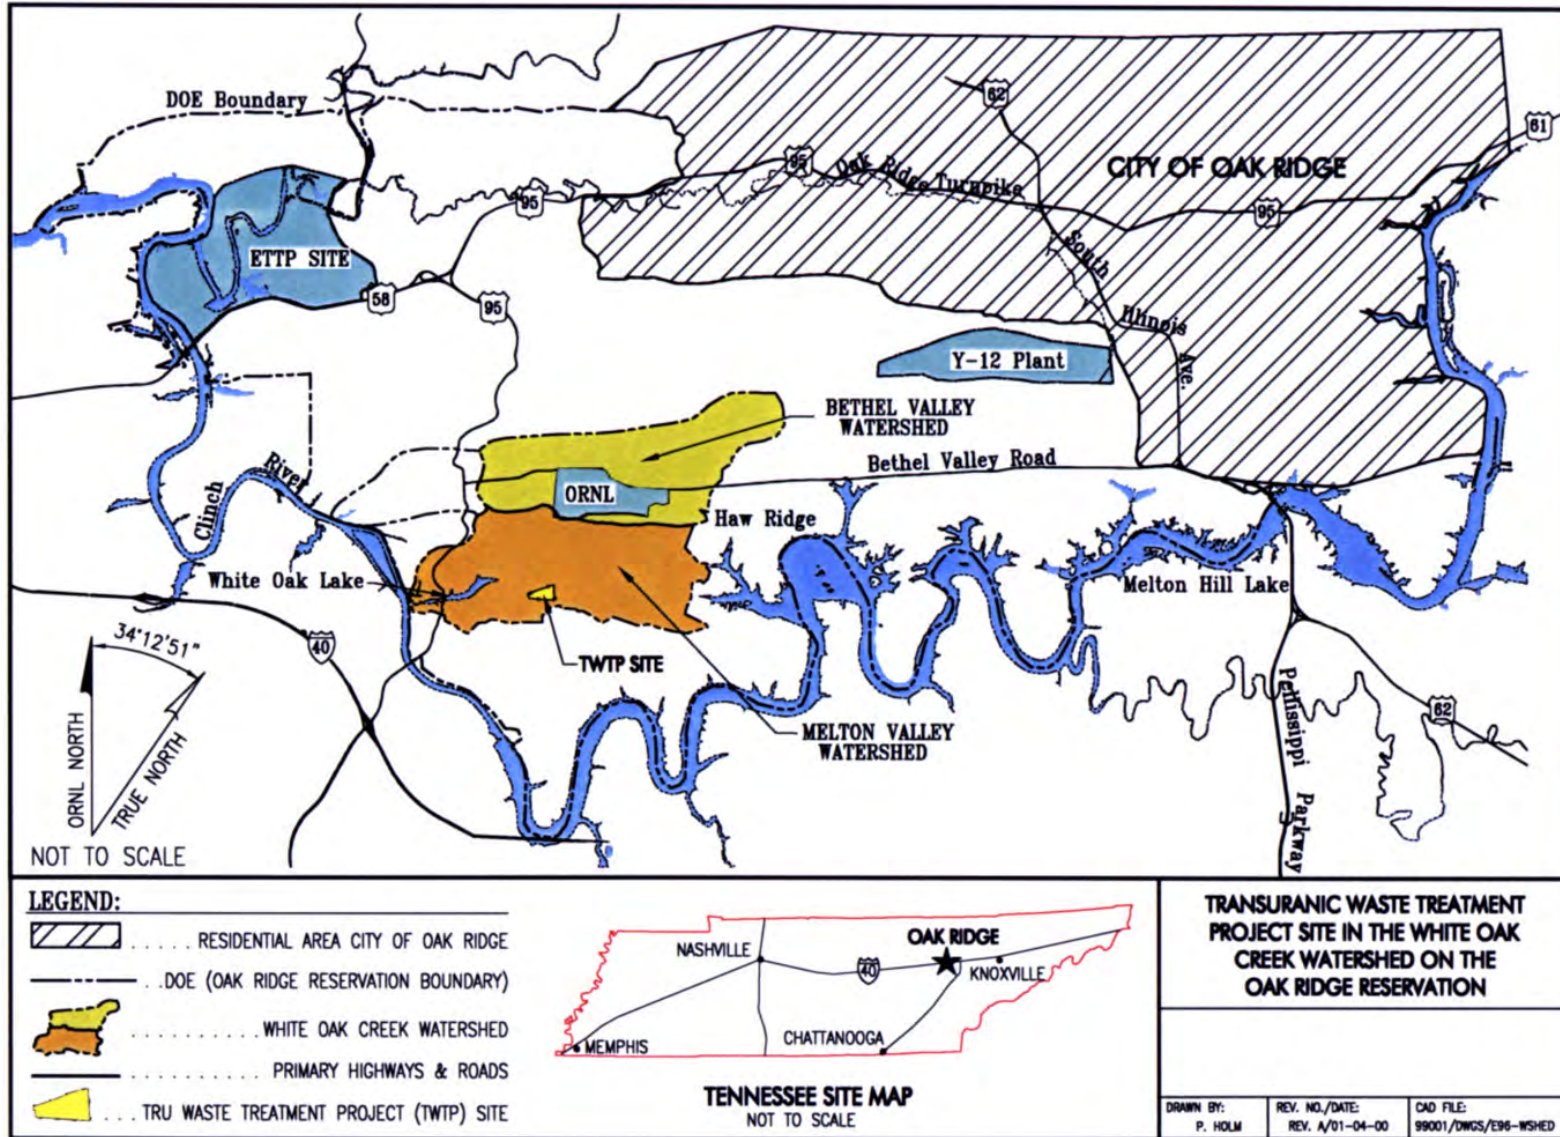 DOE Boundary
62
61
95
Oak Ridge Turnpike
CITY OF OAK RIDGE
95
95
ETTP SITE
South
Illinois
Ave.
58
95
Y-12 Plant
BETHEL VALLEY
WATERSHED
Bethel Valley Road
River
Clinch
ORNL
Haw Ridge
White Oak Lake
Melton Hill Lake
34°12'51"
40
TWTP SITE
Pellissippi Parkway
62
MELTON VALLEY
WATERSHED
ORNL NORTH
TRUE NORTH
NOT TO SCALE
LEGEND:
RESIDENTIAL AREA CITY OF OAK RIDGE
DOE (OAK RIDGE RESERVATION BOUNDARY)
WHITE OAK CREEK WATERSHED
PRIMARY HIGHWAYS & ROADS
TRU WASTE TREATMENT PROJECT (TWTP) SITE
NASHVILLE
OAK RIDGE
40
KNOXVILLE
CHATTANOOGA
MEMPHIS
TENNESSEE SITE MAP
NOT TO SCALE
TRANSURANIC WASTE TREATMENT
PROJECT SITE IN THE WHITE OAK
CREEK WATERSHED ON THE
OAK RIDGE RESERVATION
DRAWN BY:
P. HOLM
REV. NO./DATE:
REV. A/01-04-00
CAD FILE:
99001/DWGS/E96-WSHED